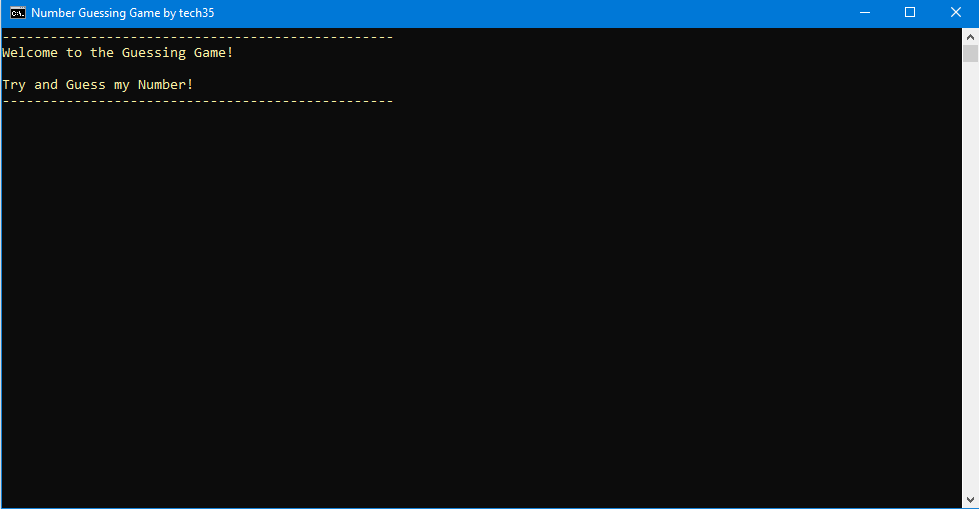 Number Guessing Game by tech35
-------------------------------------------------
Welcome to the Guessing Game!
Try and Guess my Number!
-------------------------------------------------